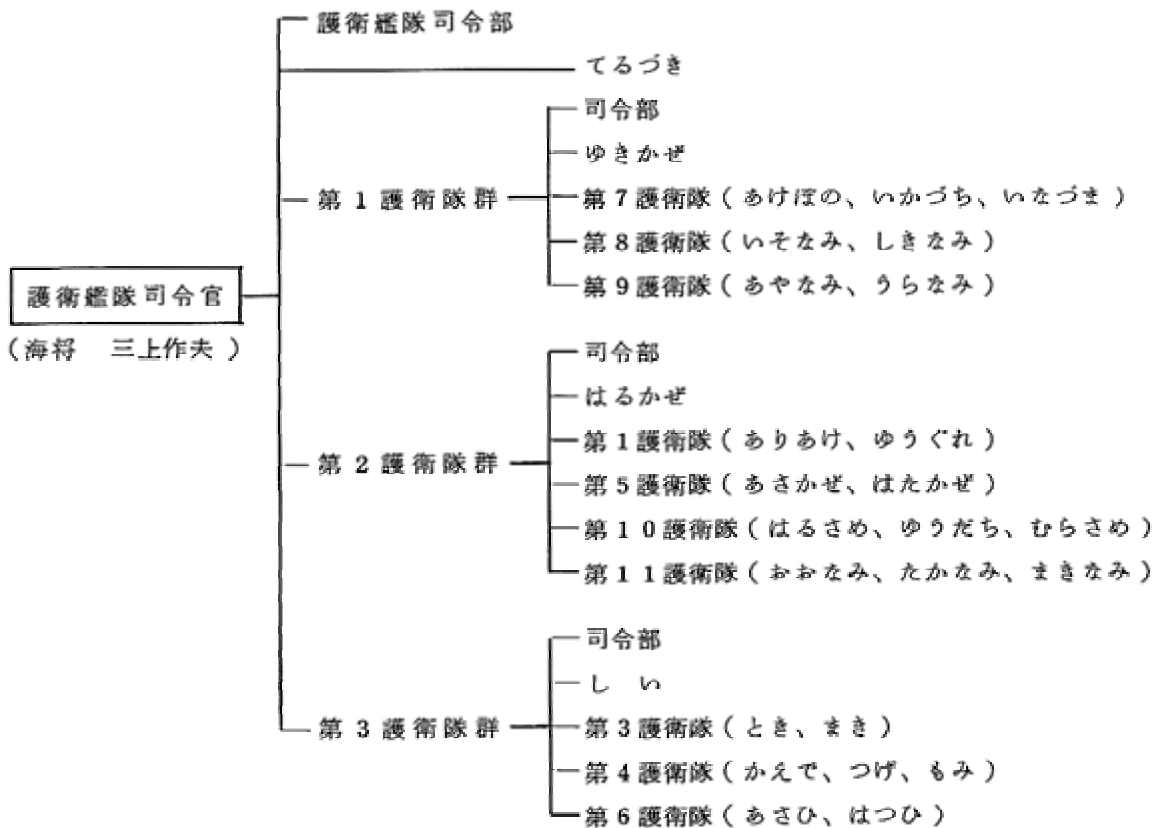 護衛艦隊司令部
てるづき
司令部
ゆきかぜ
第1護衛隊群
第7護衛隊(あけぼの、いかづち、いなづま)
第8護衛隊(いそなみ、しきなみ)
第9護衛隊(あやなみ、うらなみ)
護衛艦隊司令官
(海将 三上作夫)
司令部
はるかぜ
第1護衛隊(ありあけ、ゆうぐれ)
第2護衛隊群
第5護衛隊(あさかぜ、はたかぜ)
第10護衛隊(はるさめ、ゆうだち、むらさめ)
第11護衛隊(おおなみ、たかなみ、まきなみ)
司令部
しい
第3護衛隊群
第3護衛隊(とき、まき)
第4護衛隊(かえで、つげ、もみ)
第6護衛隊(あさひ、はつひ)